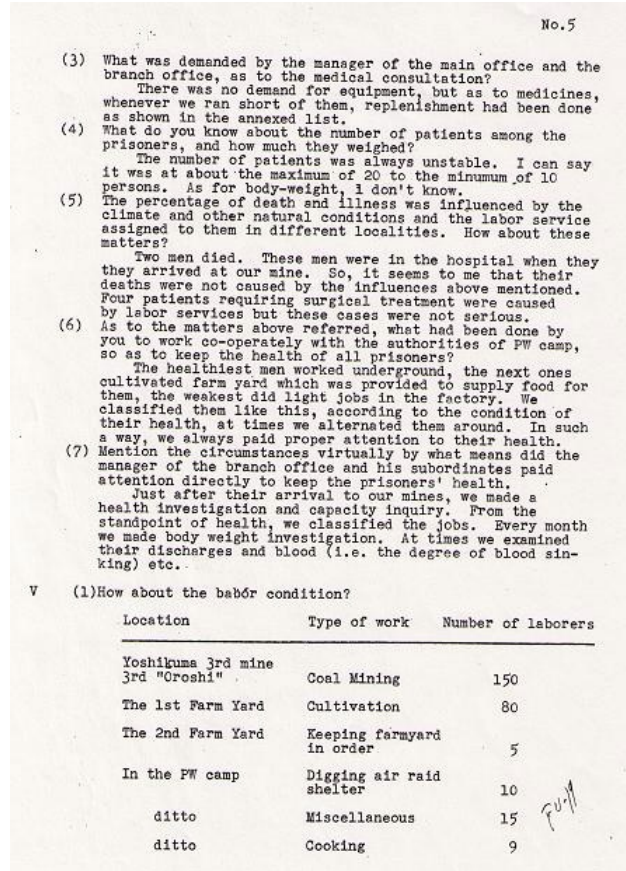 No.5
(3) What was demanded by the manager of the main office and the
branch office, as to the medical consultation?
There was no demand for equipment, but as to medicines,
whenever we ran short of them, replenishment had been done
as shown in the annexed list.
(4) What do you know about the number of patients among the
prisoners, and how much they weighed?
The number of patients was always unstable. I can say
it was at about the maximum of 20 to the minumum of 10
persons. As for body-weight, I don't know.
(5) The percentage of death and illness was influenced by the
climate and other natural conditions and the labor service
assigned to them in different localities. How about these
matters?
Two men died. These men were in the hospital when they
they arrived at our mine. So, it seems to me that their
deaths were not caused by the influences above mentioned.
Four patients requiring surgical treatment were caused
by labor services but these cases were not serious.
(6) As to the matters above referred, what had been done by
you to work co-operately with the authorities of PW camp,
so as to keep the health of all prisoners?
The healthiest men worked underground, the next ones
cultivated farm yard which was provided to supply food for
them, the weakest did light jobs in the factory. We
classified them like this, according to the condition of
their health, at times we alternated them around. In such
a way, we always paid proper attention to their health.
(7) Mention the circumstances virtually by what means did the
manager of the branch office and his subordinates paid
attention directly to keep the prisoners' health.
Just after their arrival to our mines, we made a
health investigation and capacity inquiry. From the
standpoint of health, we classified the jobs. Every month
we made body weight investigation. At times we examined
their discharges and blood (i.e. the degree of blood sin-
king) etc.
V (1)How about the babór condition?
Location Type of work Number of laborers
Yoshikuma 3rd mine
3rd "Oroshi" Coal Mining 150
The 1st Farm Yard Cultivation 80
The 2nd Farm Yard Keeping farmyard
in order 5
In the PW camp Digging air raid
shelter 10
ditto Miscellaneous 15
ditto Cooking 9